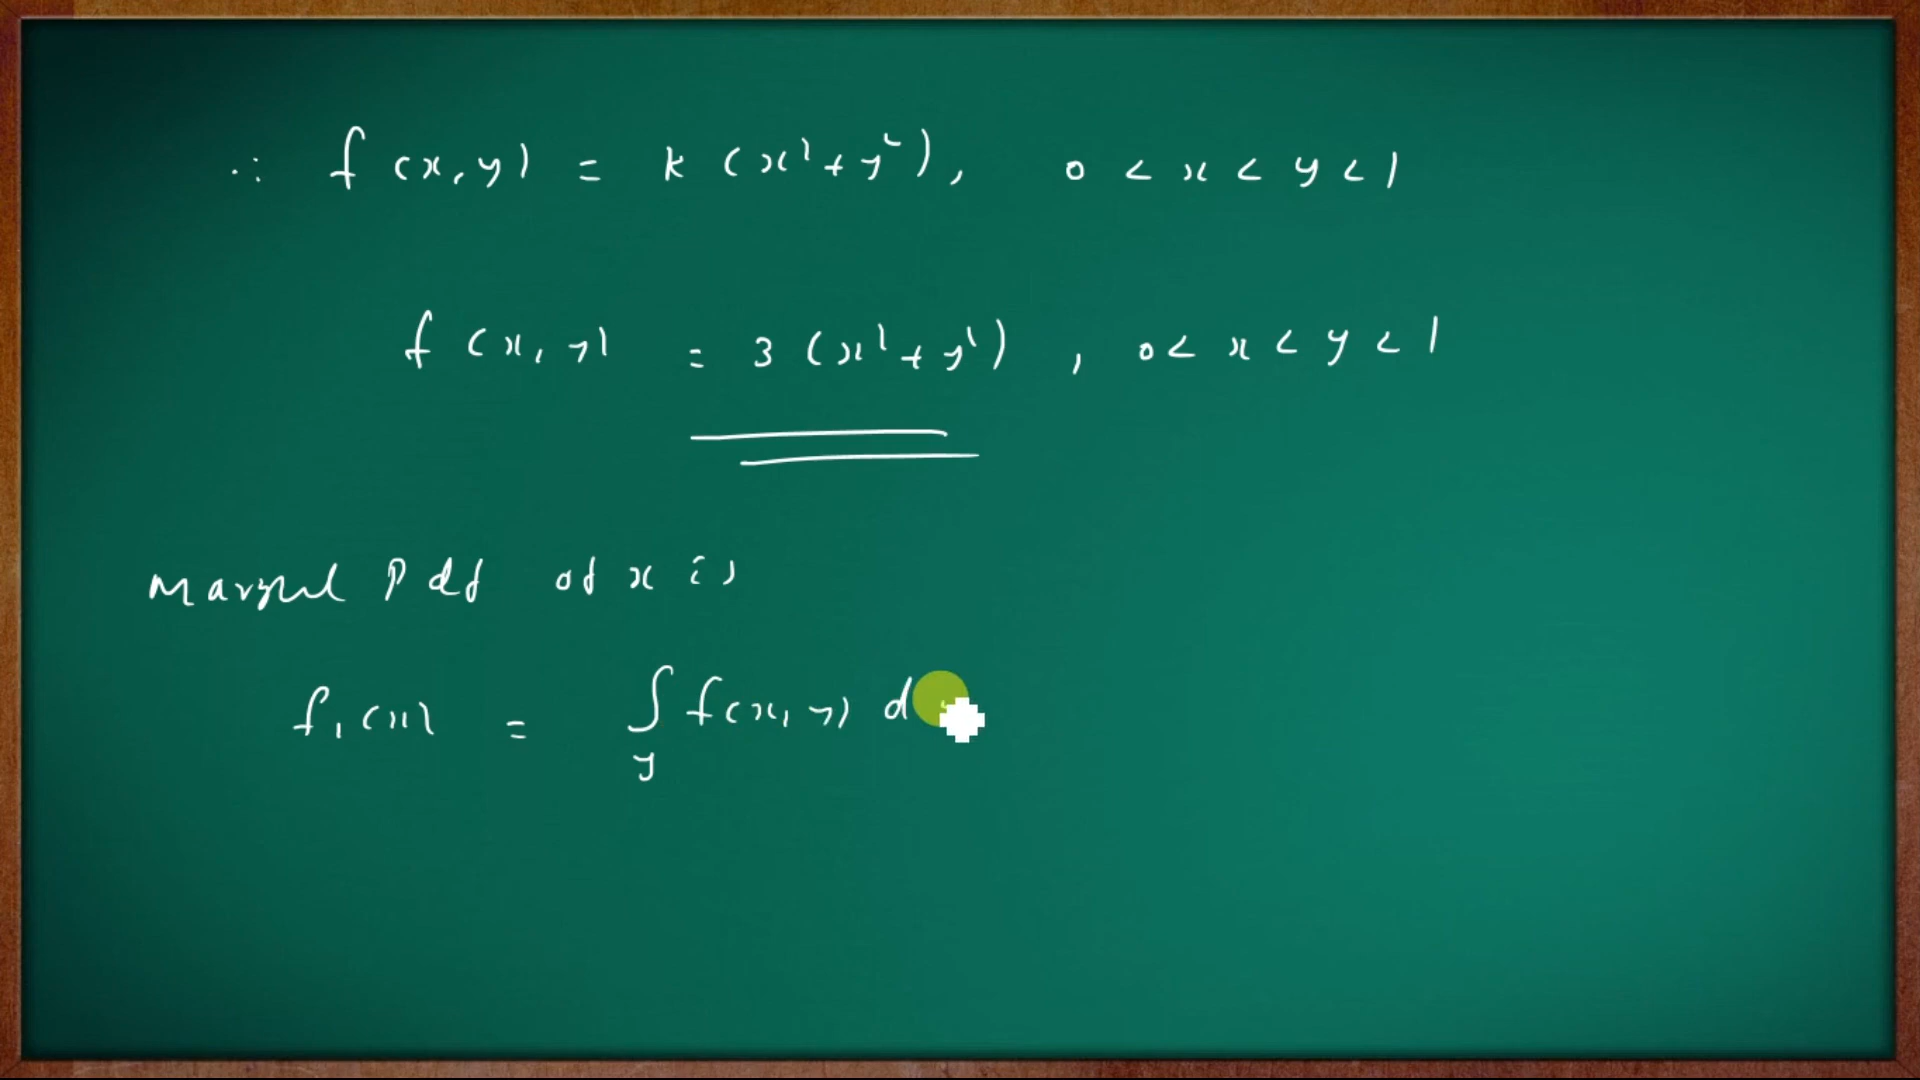 ∴ f(x,y) = k(x²+y²), 0 < x < y < 1
f(x,y) = 3(x²+y²), 0 < x < y < 1
Marginal Pdf of x is
f₁(x) = ∫ f(x,y) d
y